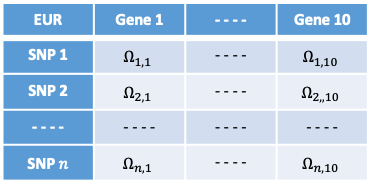 EUR Gene 1 ---- Gene 10
SNP 1 Ω1,1 ---- Ω1,10
SNP 2 Ω2,1 ---- Ω2,,10
---- ---- ---- ----
SNP n Ωn,1 ---- Ωn,10